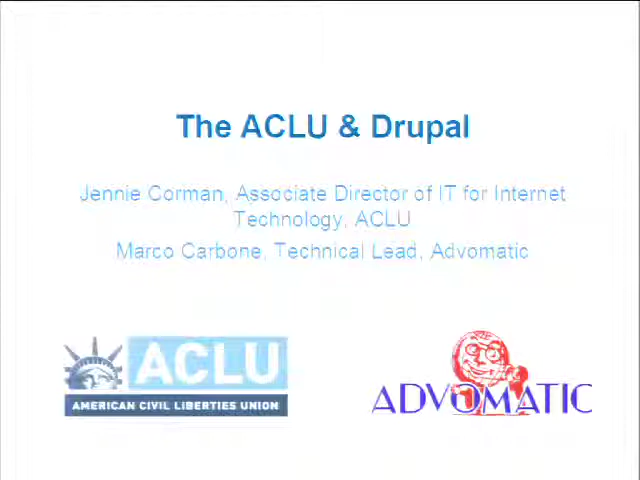 The ACLU & Drupal
Jennie Corman, Associate Director of IT for Internet
Technology, ACLU
Marco Carbone, Technical Lead, Advomatic
ACLU
AMERICAN CIVIL LIBERTIES UNION
ADVOMATIC